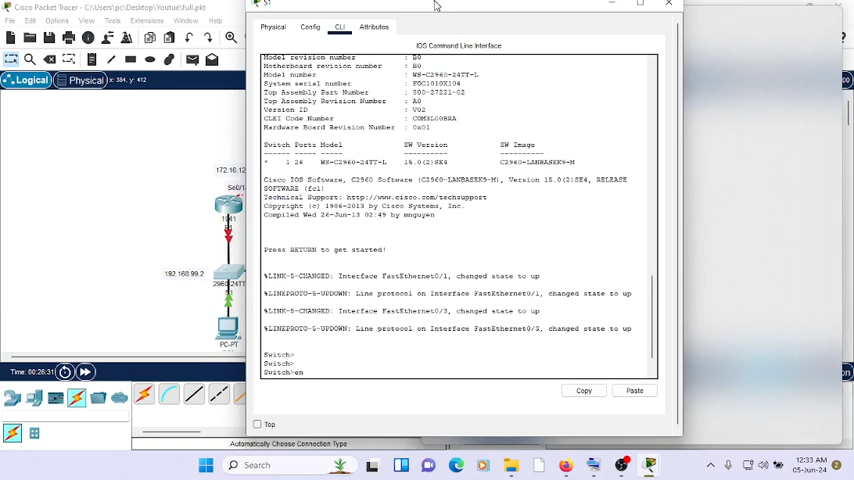 Cisco Packet Tracer - C:\Users\pc\Desktop\Youtue\full.pkt
File Edit Options View Tools Extensions Window Help
Logical
Physical
x: 384, y: 412
172.16.12
Se0/1
1941
192.168.99.2
2960-24TT
S1
PC-PT
Time: 00:26:31
Automatically Choose Connection Type
S1
Physical
Config
CLI
Attributes
IOS Command Line Interface
Model revision number : B0
Motherboard revision number : B0
Model number : WS-C2960-24TT-L
System serial number : FOC1010X104
Top Assembly Part Number : 800-27221-02
Top Assembly Revision Number : A0
Version ID : V02
CLEI Code Number : COM3L00BRA
Hardware Board Revision Number : 0x01
Switch Ports Model SW Version SW Image
------ ----- ----- ---------- ----------
* 1 26 WS-C2960-24TT-L 15.0(2)SE4 C2960-LANBASEK9-M
Cisco IOS Software, C2960 Software (C2960-LANBASEK9-M), Version 15.0(2)SE4, RELEASE
SOFTWARE (fc1)
Technical Support: http://www.cisco.com/techsupport
Copyright (c) 1986-2013 by Cisco Systems, Inc.
Compiled Wed 26-Jun-13 02:49 by mnguyen
Press RETURN to get started!
%LINK-5-CHANGED: Interface FastEthernet0/1, changed state to up
%LINEPROTO-5-UPDOWN: Line protocol on Interface FastEthernet0/1, changed state to up
%LINK-5-CHANGED: Interface FastEthernet0/3, changed state to up
%LINEPROTO-5-UPDOWN: Line protocol on Interface FastEthernet0/3, changed state to up
Switch>
Switch>
Switch>en
Copy
Paste
Top
Search
12:33 AM
05-Jun-24
2